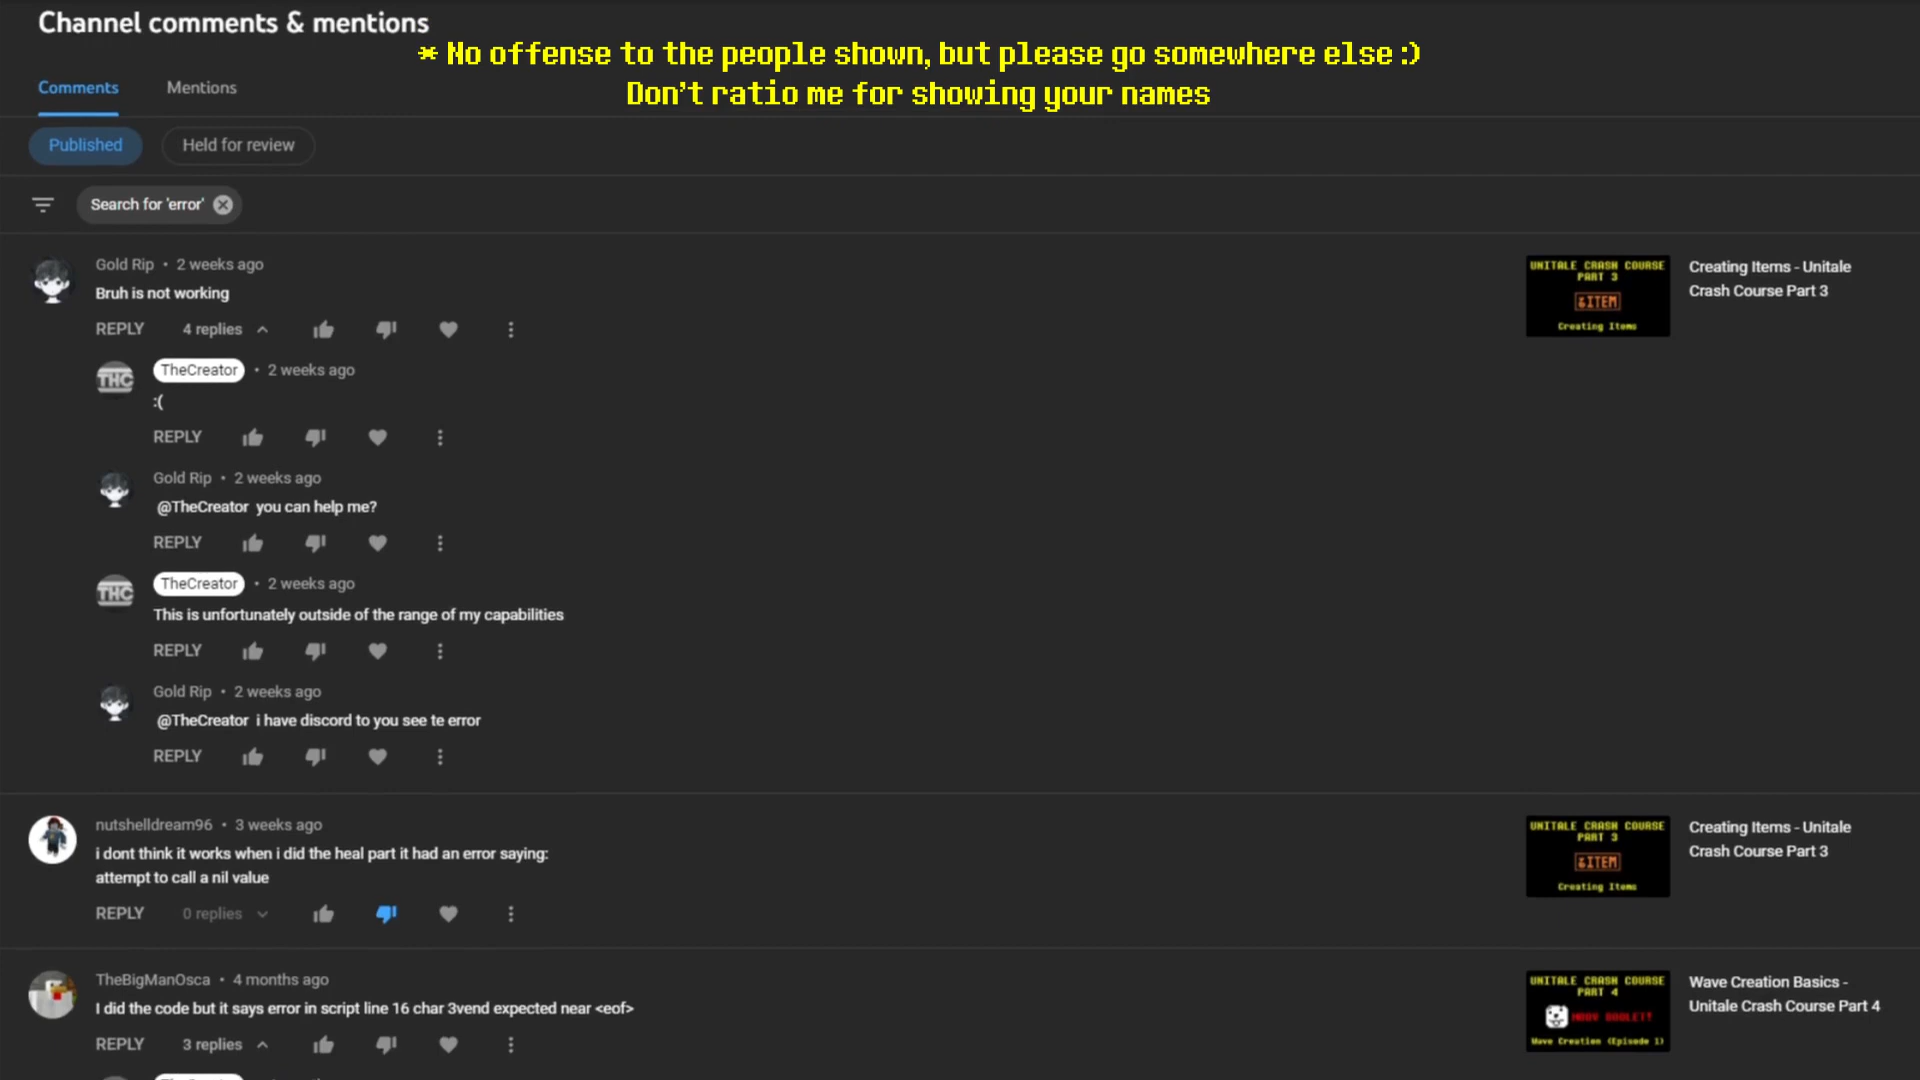 Channel comments & mentions
* No offense to the people shown, but please go somewhere else :)
Don't ratio me for showing your names
Comments
Mentions
Published
Held for review
Search for 'error'
Gold Rip • 2 weeks ago
Bruh is not working
REPLY
4 replies
TheCreator • 2 weeks ago
:(
REPLY
Gold Rip • 2 weeks ago
@TheCreator you can help me?
REPLY
TheCreator • 2 weeks ago
This is unfortunately outside of the range of my capabilities
REPLY
Gold Rip • 2 weeks ago
@TheCreator i have discord to you see te error
REPLY
THC
THC
UNITALE CRASH COURSE
PART 3
&ITEM
Creating Items
Creating Items - Unitale
Crash Course Part 3
nutshelldream96 • 3 weeks ago
i dont think it works when i did the heal part it had an error saying:
attempt to call a nil value
REPLY
0 replies
UNITALE CRASH COURSE
PART 3
&ITEM
Creating Items
Creating Items - Unitale
Crash Course Part 3
TheBigManOsca • 4 months ago
I did the code but it says error in script line 16 char 3vend expected near <eof>
REPLY
3 replies
UNITALE CRASH COURSE
PART 4
Wave Creation (Episode 1)
Wave Creation Basics -
Unitale Crash Course Part 4